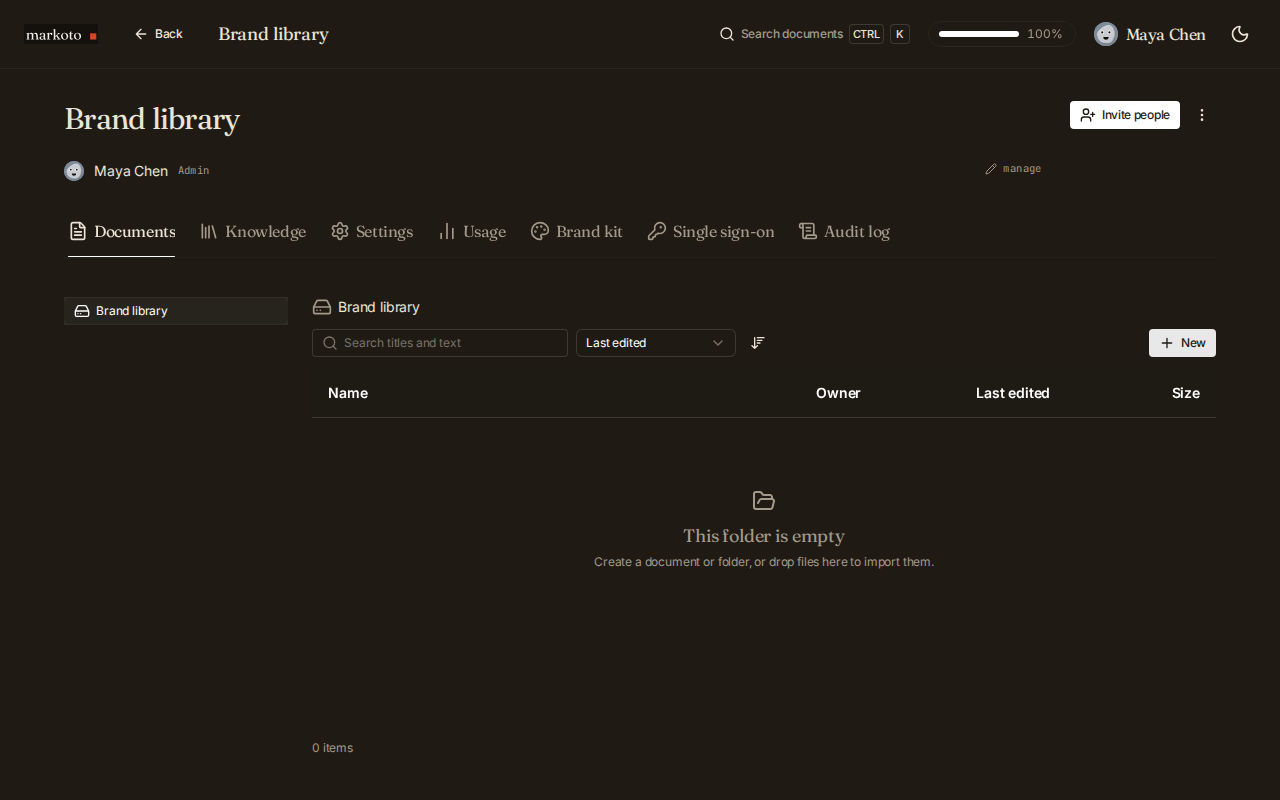 markoto
Back
Brand library
Search documents CTRL K
100%
Maya Chen
Brand library
Invite people
Maya Chen Admin
manage
Documents Knowledge Settings Usage Brand kit Single sign-on Audit log
Brand library
Brand library
Search titles and text
Last edited
New
Name Owner Last edited Size
This folder is empty
Create a document or folder, or drop files here to import them.
0 items